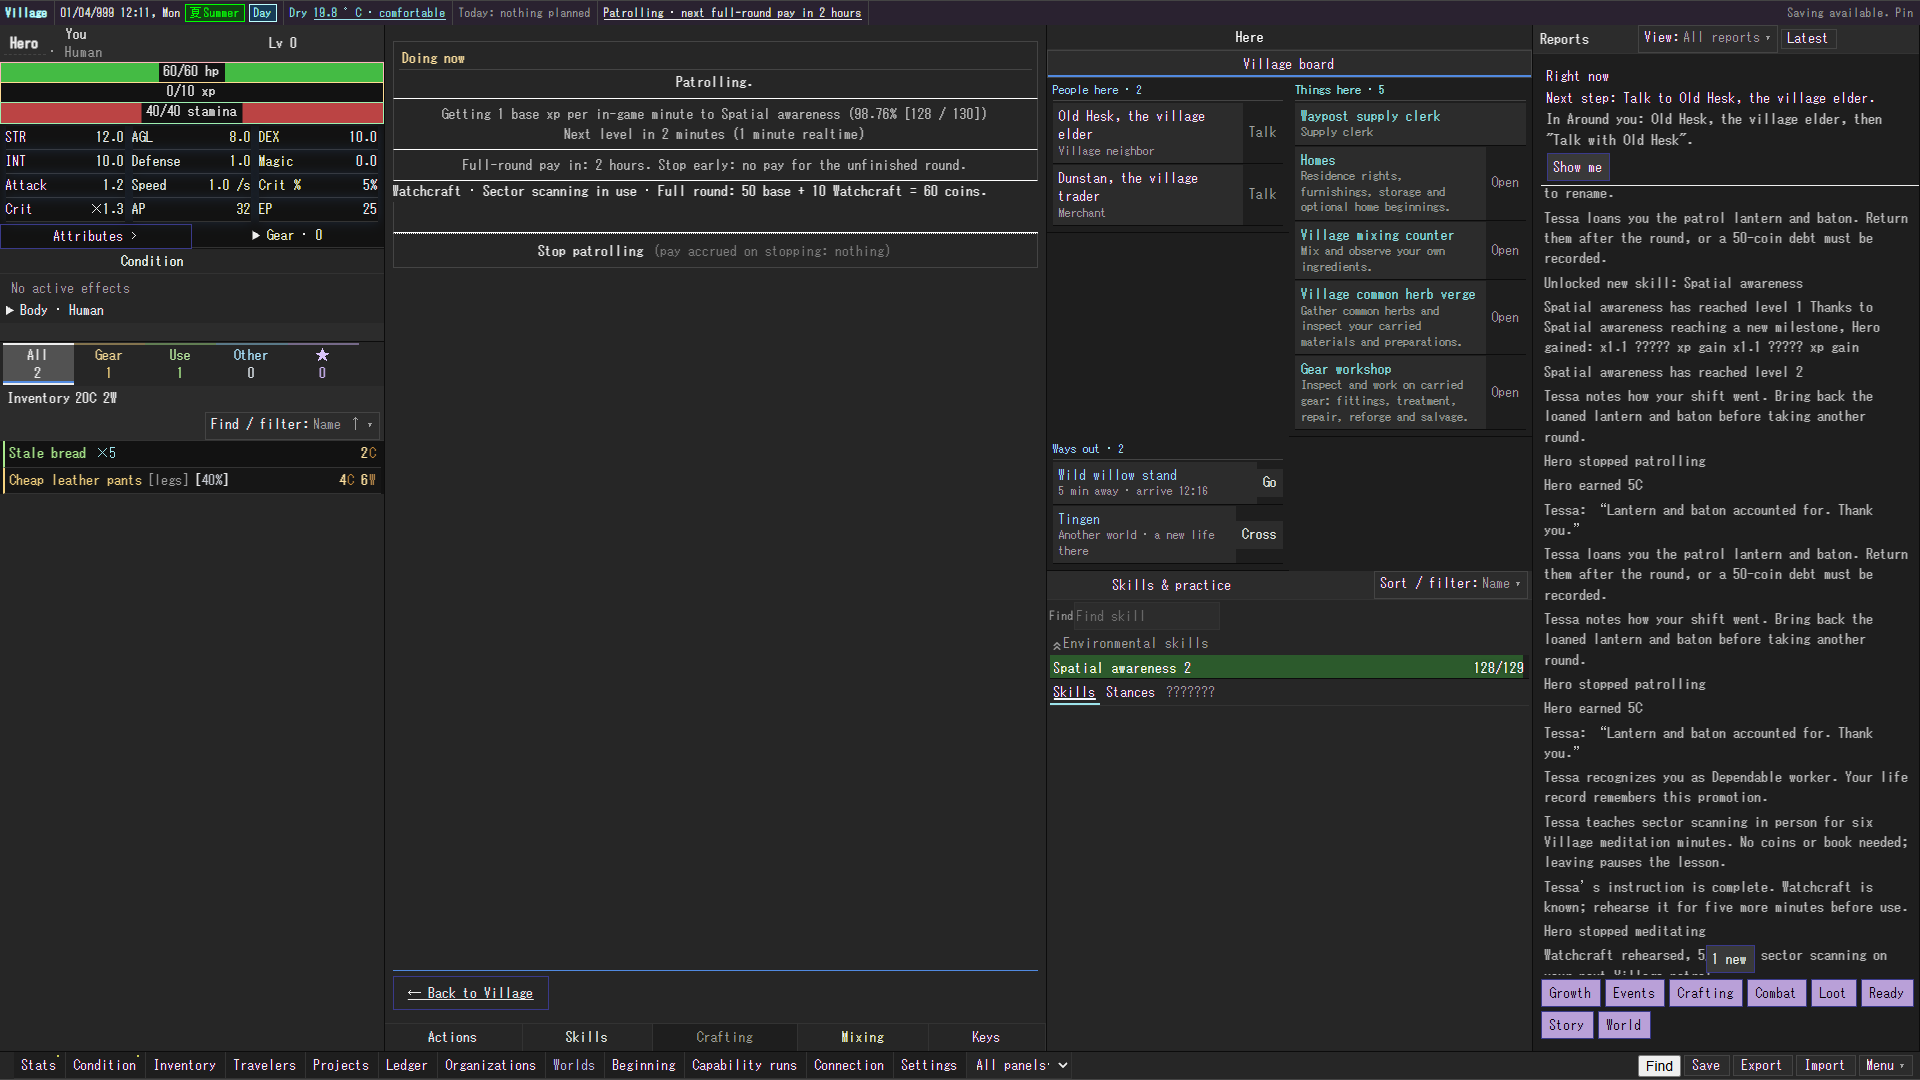 Village 01/04/999 12:11, Mon 夏Summer Day Dry 19.8 ° C · comfortable Today: nothing planned Patrolling · next full-round pay in 2 hours Saving available. Pin
Hero · You Human Lv 0
60/60 hp
0/10 xp
40/40 stamina
STR 12.0 AGL 8.0 DEX 10.0
INT 10.0 Defense 1.0 Magic 0.0
Attack 1.2 Speed 1.0 /s Crit % 5%
Crit ×1.3 AP 32 EP 25
Attributes > ▶ Gear · 0
Condition
No active effects
▶ Body · Human
All Gear Use Other ★
2 1 1 0 0
Inventory 20C 2W
Find / filter: Name ↑ ▾
Stale bread ×5 2C
Cheap leather pants [legs] [40%] 4C 6W
Doing now
Patrolling.
Getting 1 base xp per in-game minute to Spatial awareness (98.76% [128 / 130])
Next level in 2 minutes (1 minute realtime)
Full-round pay in: 2 hours. Stop early: no pay for the unfinished round.
Watchcraft · Sector scanning in use · Full round: 50 base + 10 Watchcraft = 60 coins.
Stop patrolling (pay accrued on stopping: nothing)
← Back to Village
Actions Skills Crafting Mixing Keys
Here
Village board
People here · 2
Old Hesk, the village
elder
Village neighbor
Talk
Dunstan, the village
trader
Merchant
Talk
Things here · 5
Waypost supply clerk
Supply clerk
Homes
Residence rights,
furnishings, storage and
optional home beginnings.
Open
Village mixing counter
Mix and observe your own
ingredients.
Open
Village common herb verge
Gather common herbs and
inspect your carried
materials and preparations.
Open
Gear workshop
Inspect and work on carried
gear: fittings, treatment,
repair, reforge and salvage.
Open
Ways out · 2
Wild willow stand
5 min away · arrive 12:16
Go
Tingen
Another world · a new life
there
Cross
Skills & practice Sort / filter: Name ▾
Find Find skill
Environmental skills
Spatial awareness 2 128/129
Skills Stances ???????
Reports View: All reports ▾ Latest
Right now
Next step: Talk to Old Hesk, the village elder.
In Around you: Old Hesk, the village elder, then
"Talk with Old Hesk".
Show me
to rename.
Tessa loans you the patrol lantern and baton. Return
them after the round, or a 50-coin debt must be
recorded.
Unlocked new skill: Spatial awareness
Spatial awareness has reached level 1 Thanks to
Spatial awareness reaching a new milestone, Hero
gained: x1.1 ????? xp gain x1.1 ????? xp gain
Spatial awareness has reached level 2
Tessa notes how your shift went. Bring back the
loaned lantern and baton before taking another
round.
Hero stopped patrolling
Hero earned 5C
Tessa: “Lantern and baton accounted for. Thank
you.”
Tessa loans you the patrol lantern and baton. Return
them after the round, or a 50-coin debt must be
recorded.
Tessa notes how your shift went. Bring back the
loaned lantern and baton before taking another
round.
Hero stopped patrolling
Hero earned 5C
Tessa: “Lantern and baton accounted for. Thank
you.”
Tessa recognizes you as Dependable worker. Your life
record remembers this promotion.
Tessa teaches sector scanning in person for six
Village meditation minutes. No coins or book needed;
leaving pauses the lesson.
Tessa’s instruction is complete. Watchcraft is
known; rehearse it for five more minutes before use.
Hero stopped meditating
Watchcraft rehearsed, 5 sector scanning on
1 new
Growth Events Crafting Combat Loot Ready
Story World
Stats Condition Inventory Travelers Projects Ledger Organizations Worlds Beginning Capability runs Connection Settings All panels Find Save Export Import Menu ▾